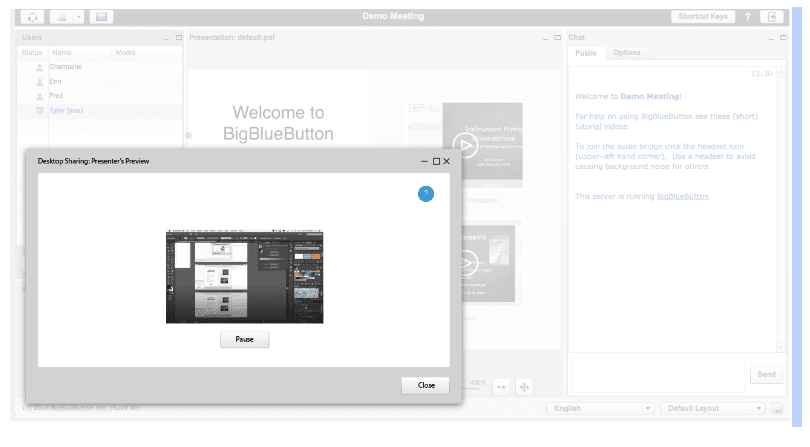 Demo Meeting
Shortcut Keys
?
Users
Presentation: default.pdf
Chat
Status Name Media
Public Options
Charmaine
Erin
Fred
Tyler (you)
13:30
Welcome to
BigBlueButton
Welcome to Demo Meeting!
For help on using BigBlueButton see these (short)
tutorial videos.
To join the audio bridge click the headset icon
(upper-left hand corner). Use a headset to avoid
causing background noise for others.
This server is running BigBlueButton.
Instrument Flying
Presenter
Desktop Sharing: Presenter's Preview
?
Pause
Close
400%
Send
(c) 2016 BigBlueButton Inc. (build 30)
English
Default Layout